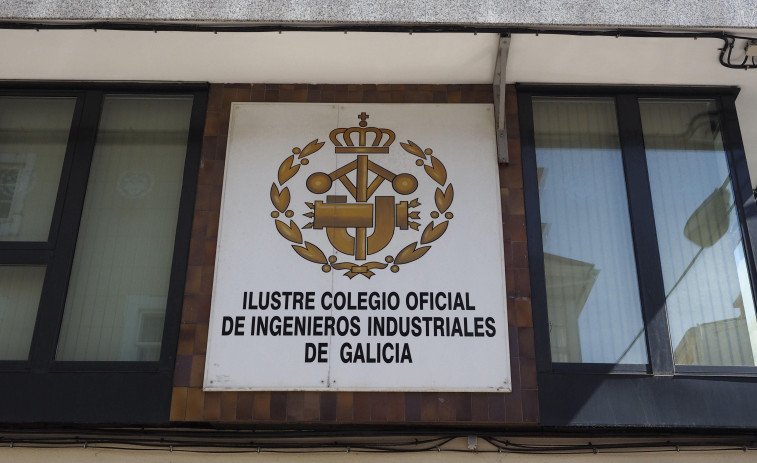 ILUSTRE COLEGIO OFICIAL
DE INGENIEROS INDUSTRIALES
DE GALICIA